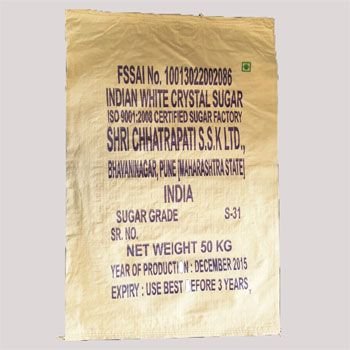 FSSAI No. 10013022002086
INDIAN WHITE CRYSTAL SUGAR
ISO 9001:2008 CERTIFIED SUGAR FACTORY
SHRI CHHATRAPATI S.S.K LTD.,
BHAVANINAGAR, PUNE [MAHARASHTRA STATE]
INDIA
SUGAR GRADE S-31
SR. NO.
NET WEIGHT 50 KG
YEAR OF PRODUCTION : DECEMBER 2015
EXPIRY : USE BEST BEFORE 3 YEARS,